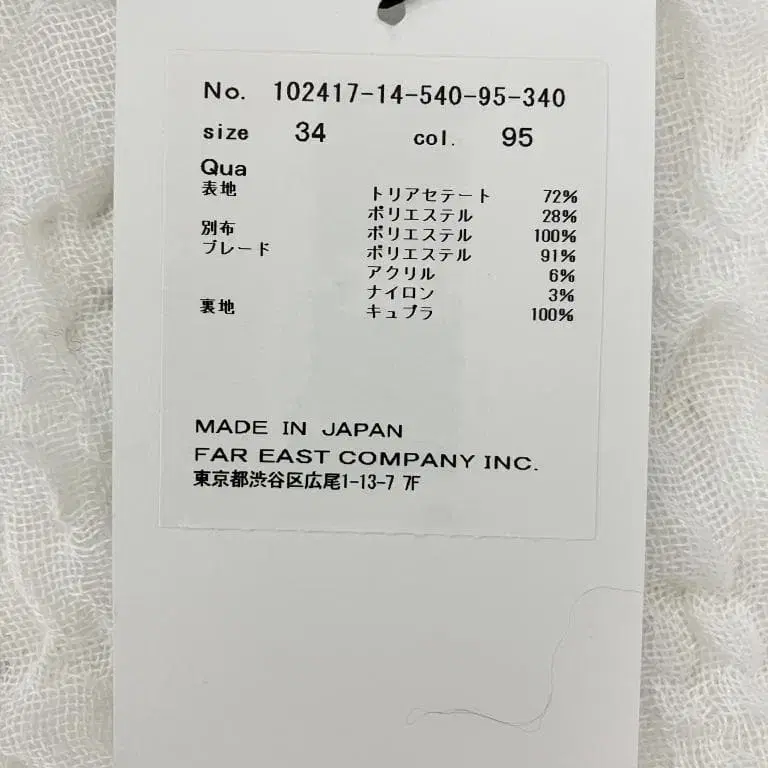 No. 102417-14-540-95-340
size 34 col. 95
Qua
表地 トリアセテート 72%
ポリエステル 28%
別布 ポリエステル 100%
ブレード ポリエステル 91%
アクリル 6%
ナイロン 3%
裏地 キュプラ 100%
MADE IN JAPAN
FAR EAST COMPANY INC.
東京都渋谷区広尾1-13-7 7F